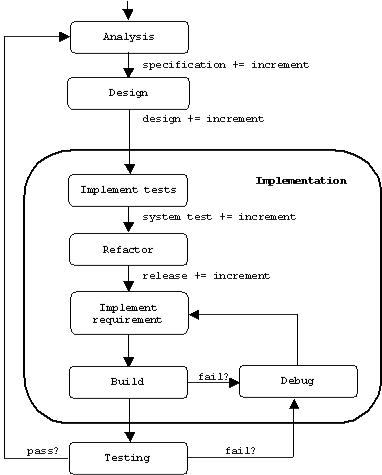 Analysis
specification += increment
Design
design += increment
Implementation
Implement tests
system test += increment
Refactor
release += increment
Implement
requirement
Build
fail?
Debug
pass?
Testing
fail?